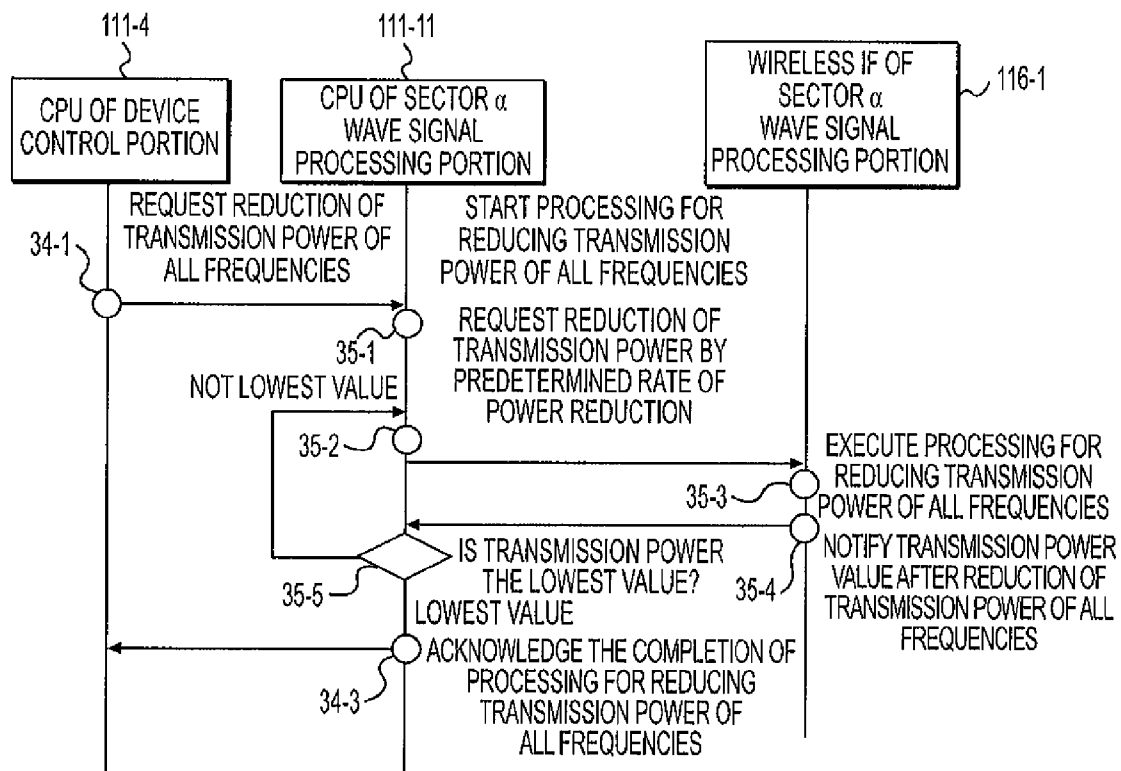 111-4
111-11
116-1
CPU OF DEVICE
CONTROL PORTION
CPU OF SECTOR α
WAVE SIGNAL
PROCESSING PORTION
WIRELESS IF OF
SECTOR α
WAVE SIGNAL
PROCESSING PORTION
REQUEST REDUCTION OF
TRANSMISSION POWER OF
ALL FREQUENCIES
34-1
START PROCESSING FOR
REDUCING TRANSMISSION
POWER OF ALL FREQUENCIES
35-1
REQUEST REDUCTION OF
TRANSMISSION POWER BY
PREDETERMINED RATE OF
POWER REDUCTION
NOT LOWEST VALUE
35-2
35-3
EXECUTE PROCESSING FOR
REDUCING TRANSMISSION
POWER OF ALL FREQUENCIES
35-4
NOTIFY TRANSMISSION POWER
VALUE AFTER REDUCTION OF
TRANSMISSION POWER OF ALL
FREQUENCIES
35-5
IS TRANSMISSION POWER
THE LOWEST VALUE?
LOWEST VALUE
34-3
ACKNOWLEDGE THE COMPLETION OF
PROCESSING FOR REDUCING
TRANSMISSION POWER OF
ALL FREQUENCIES